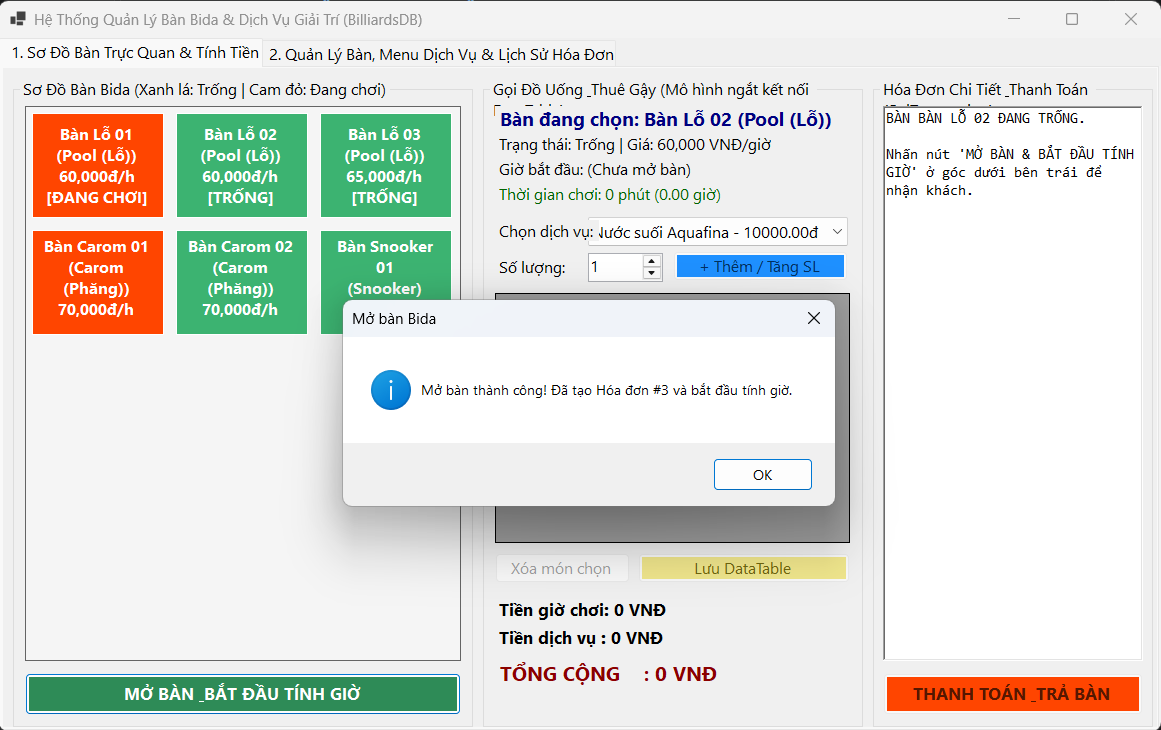 Hệ Thống Quản Lý Bàn Bida & Dịch Vụ Giải Trí (BilliardsDB)
1. Sơ Đồ Bàn Trực Quan & Tính Tiền
2. Quản Lý Bàn, Menu Dịch Vụ & Lịch Sử Hóa Đơn
Sơ Đồ Bàn Bida (Xanh lá: Trống | Cam đỏ: Đang chơi)
Bàn Lỗ 01
(Pool (Lỗ))
60,000đ/h
[ĐANG CHƠI]
Bàn Lỗ 02
(Pool (Lỗ))
60,000đ/h
[TRỐNG]
Bàn Lỗ 03
(Pool (Lỗ))
65,000đ/h
[TRỐNG]
Bàn Carom 01
(Carom
(Phăng))
70,000đ/h
Bàn Carom 02
(Carom
(Phăng))
70,000đ/h
Bàn Snooker
01
(Snooker)
MỞ BÀN _BẮT ĐẦU TÍNH GIỜ
Gọi Đồ Uống _Thuê Gậy (Mô hình ngắt kết nối
Bàn đang chọn: Bàn Lỗ 02 (Pool (Lỗ))
Trạng thái: Trống | Giá: 60,000 VNĐ/giờ
Giờ bắt đầu: (Chưa mở bàn)
Thời gian chơi: 0 phút (0.00 giờ)
Chọn dịch vụ:
Nước suối Aquafina - 10000.00đ
Số lượng:
1
+ Thêm / Tăng SL
Mở bàn Bida
Mở bàn thành công! Đã tạo Hóa đơn #3 và bắt đầu tính giờ.
OK
Xóa món chọn
Lưu DataTable
Tiền giờ chơi: 0 VNĐ
Tiền dịch vụ : 0 VNĐ
TỔNG CỘNG : 0 VNĐ
Hóa Đơn Chi Tiết _Thanh Toán
BÀN BÀN LỖ 02 ĐANG TRỐNG.
Nhấn nút 'MỞ BÀN & BẮT ĐẦU TÍNH
GIỜ' ở góc dưới bên trái để
nhận khách.
THANH TOÁN _TRẢ BÀN